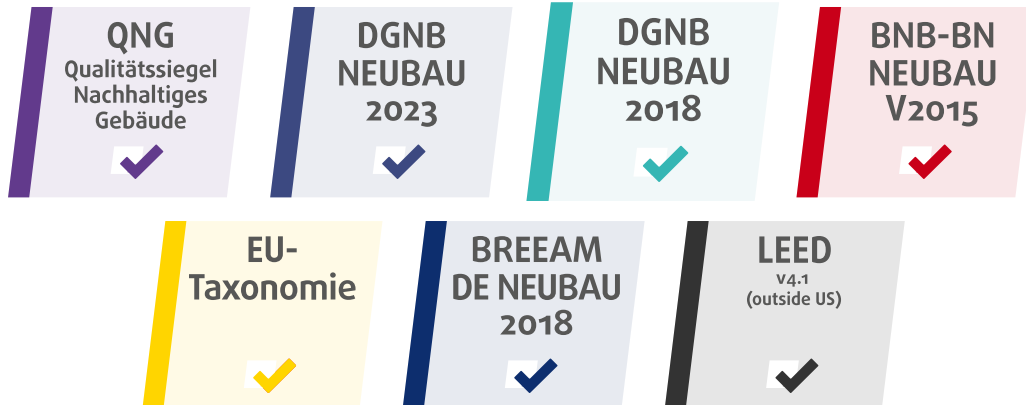 QNG
Qualitätssiegel
Nachhaltiges
Gebäude
DGNB
NEUBAU
2023
DGNB
NEUBAU
2018
BNB-BN
NEUBAU
V2015
EU-
Taxonomie
BREEAM
DE NEUBAU
2018
LEED
v4.1
(outside US)